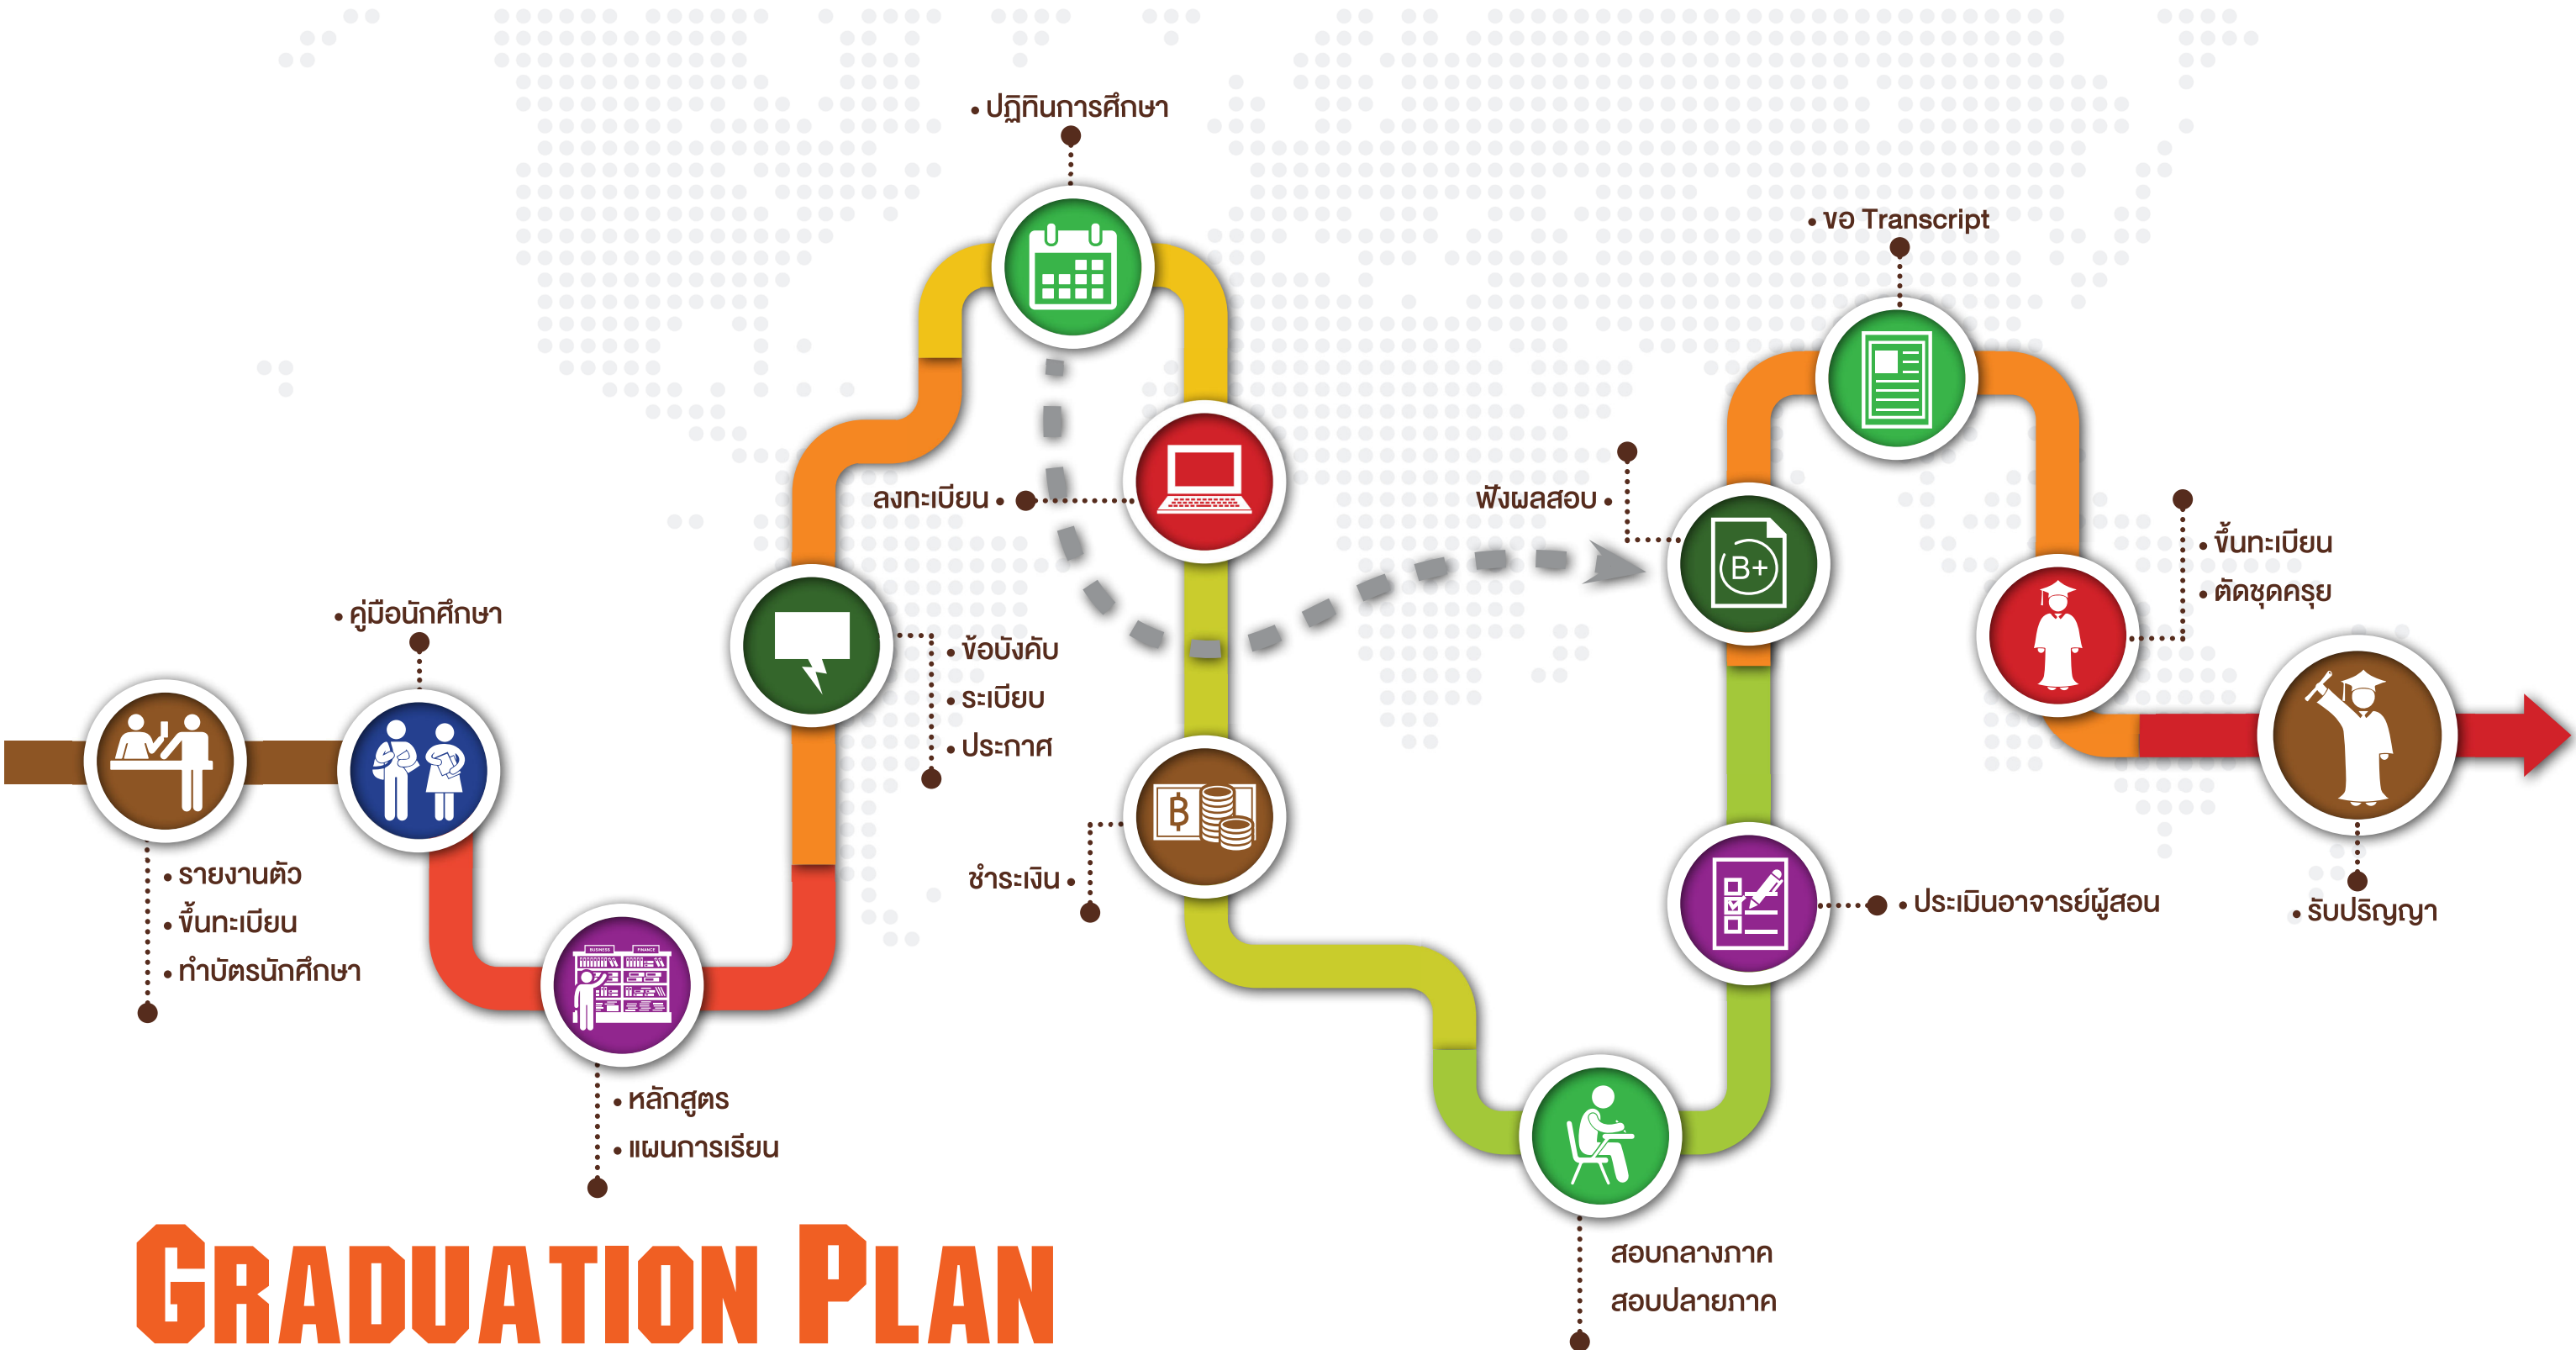 • รายงานตัว
• ขึ้นทะเบียน
• ทำบัตรนักศึกษา
• คู่มือนักศึกษา
BUSINESS FINANCE
• หลักสูตร
• แผนการเรียน
• ข้อบังคับ
• ระเบียบ
• ประกาศ
• ปฏิทินการศึกษา
ลงทะเบียน •
฿
ชำระเงิน •
สอบกลางภาค
สอบปลายภาค
• ประเมินอาจารย์ผู้สอน
ฟังผลสอบ •
B+
• ขอ Transcript
• ขึ้นทะเบียน
• ตัดชุดครุย
• รับปริญญา
GRADUATION PLAN